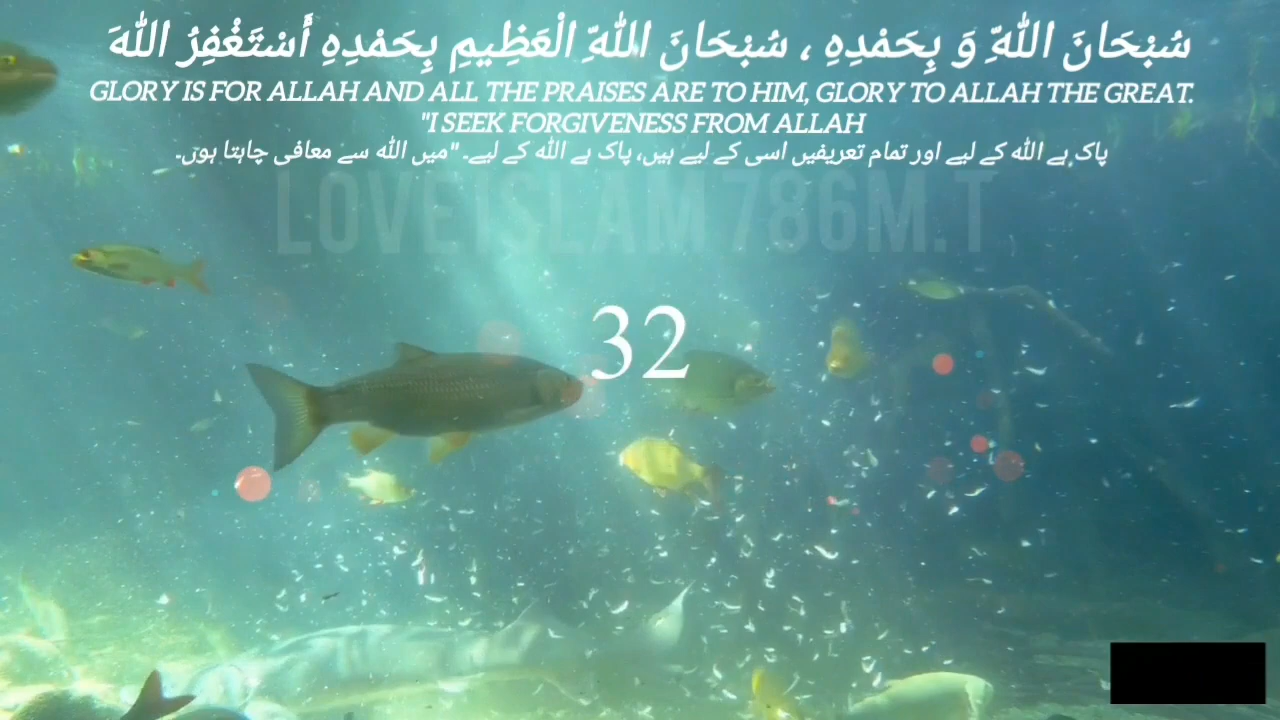 سُبْحَانَ اللّٰهِ وَ بِحَمْدِهِ ، سُبْحَانَ اللّٰهِ الْعَظِيمِ بِحَمْدِهِ أَسْتَغْفِرُ اللّٰهَ
GLORY IS FOR ALLAH AND ALL THE PRAISES ARE TO HIM, GLORY TO ALLAH THE GREAT.
"I SEEK FORGIVENESS FROM ALLAH
پاک ہے اللہ کے لیے اور تمام تعریفیں اسی کے لیے ہیں، پاک ہے اللہ کے لیے۔ "میں اللہ سے معافی چاہتا ہوں۔
LOVEISLAM786M.T
32